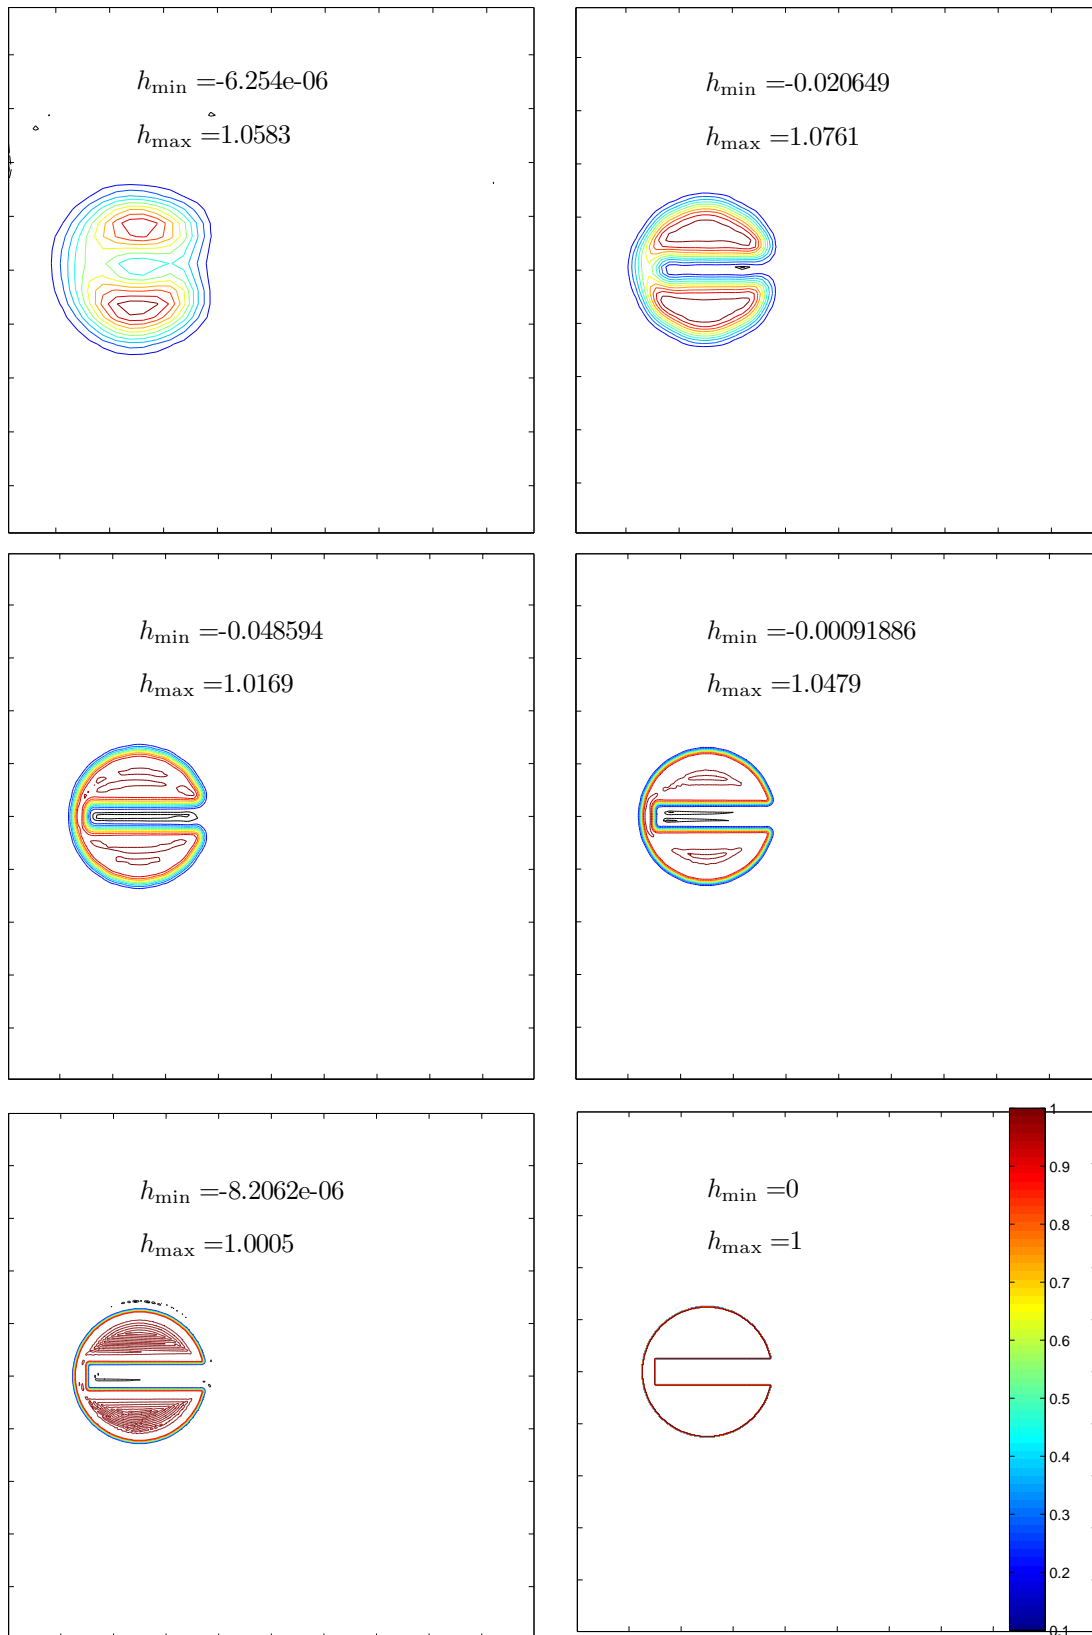 h_min =-6.254e-06
h_max =1.0583
h_min =-0.020649
h_max =1.0761
h_min =-0.048594
h_max =1.0169
h_min =-0.00091886
h_max =1.0479
h_min =-8.2062e-06
h_max =1.0005
h_min =0
h_max =1
1
0.9
0.8
0.7
0.6
0.5
0.4
0.3
0.2
0.1